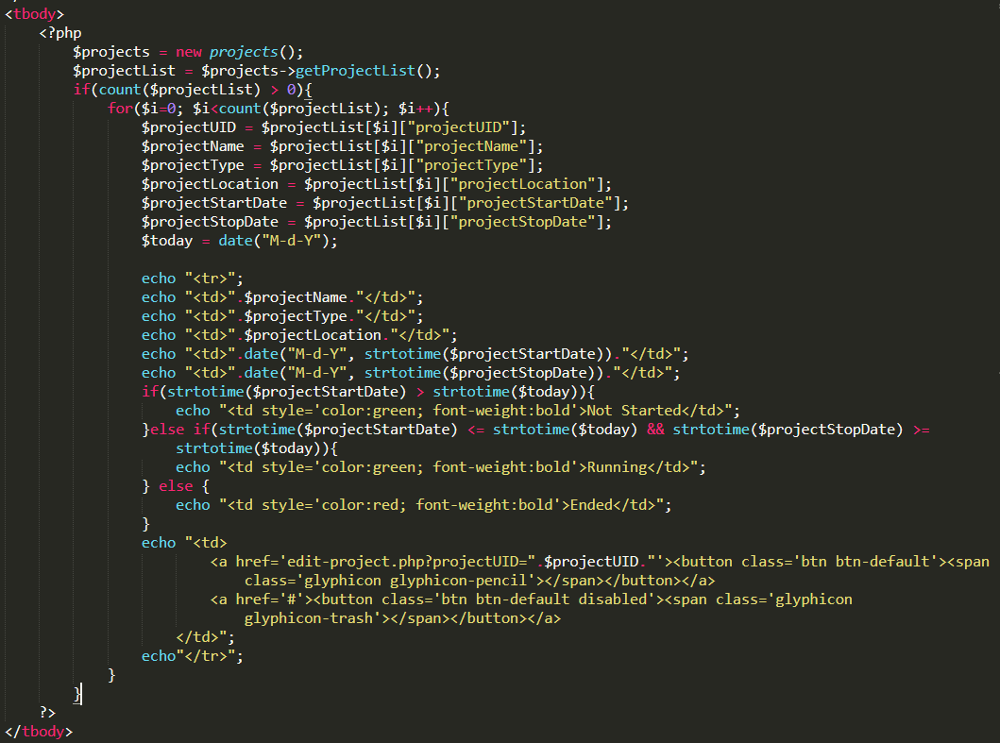 <tbody>
<?php
$projects = new projects();
$projectList = $projects->getProjectList();
if(count($projectList) > 0){
for($i=0; $i<count($projectList); $i++){
$projectUID = $projectList[$i]["projectUID"];
$projectName = $projectList[$i]["projectName"];
$projectType = $projectList[$i]["projectType"];
$projectLocation = $projectList[$i]["projectLocation"];
$projectStartDate = $projectList[$i]["projectStartDate"];
$projectStopDate = $projectList[$i]["projectStopDate"];
$today = date("M-d-Y");
echo "<tr>";
echo "<td>".$projectName."</td>";
echo "<td>".$projectType."</td>";
echo "<td>".$projectLocation."</td>";
echo "<td>".date("M-d-Y", strtotime($projectStartDate))."</td>";
echo "<td>".date("M-d-Y", strtotime($projectStopDate))."</td>";
if(strtotime($projectStartDate) > strtotime($today)){
echo "<td style='color:green; font-weight:bold'>Not Started</td>";
}else if(strtotime($projectStartDate) <= strtotime($today) && strtotime($projectStopDate) >=
strtotime($today)){
echo "<td style='color:green; font-weight:bold'>Running</td>";
} else {
echo "<td style='color:red; font-weight:bold'>Ended</td>";
}
echo "<td>
<a href='edit-project.php?projectUID=".$projectUID."'><button class='btn btn-default'><span
class='glyphicon glyphicon-pencil'></span></button></a>
<a href='#'><button class='btn btn-default disabled'><span class='glyphicon
glyphicon-trash'></span></button></a>
</td>";
echo"</tr>";
}
}
?>
</tbody>